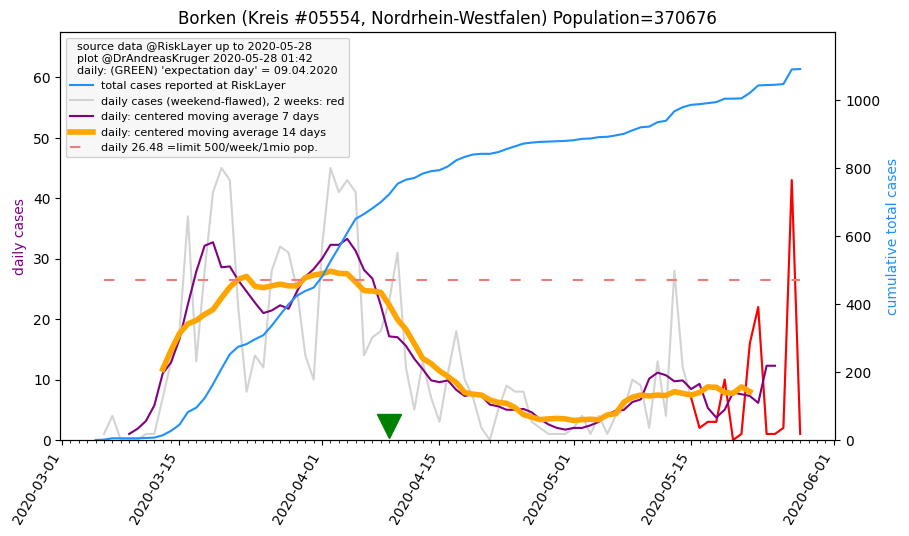 Borken (Kreis #05554, Nordrhein-Westfalen) Population=370676
source data @RiskLayer up to 2020-05-28
plot @DrAndreasKruger 2020-05-28 01:42
daily: (GREEN) 'expectation day' = 09.04.2020
total cases reported at RiskLayer
daily cases (weekend-flawed), 2 weeks: red
daily: centered moving average 7 days
daily: centered moving average 14 days
daily 26.48 =limit 500/week/1mio pop.
daily cases
60
50
40
30
20
10
0
1000
800
600
400
200
0
cumulative total cases
2020-03-01
2020-03-15
2020-04-01
2020-04-15
2020-05-01
2020-05-15
2020-06-01